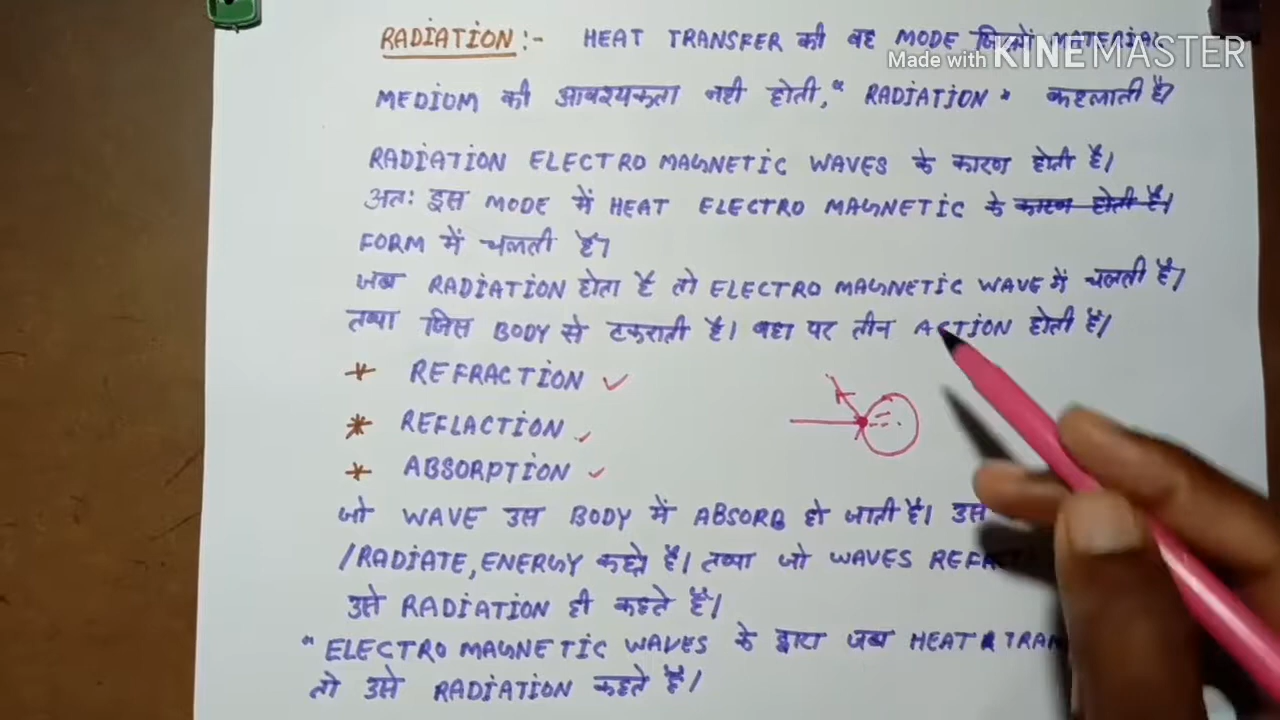 RADIATION :- HEAT TRANSFER की वह MODE जिसमें MATERIAL
Made with KINEMASTER
MEDIUM की आवश्यकता नही होती, "RADIATION" कहलाती है।
RADIATION ELECTRO MAGNETIC WAVES के कारण होती है।
अतः इस MODE में HEAT ELECTRO MAGNETIC के कारण होती है।
FORM में चलती है।
जब RADIATION होता है तो ELECTRO MAGNETIC WAVE में चलती है।
तथा जिस BODY से टकराती है। वहा पर तीन ACTION होती है।
* REFRACTION ✓
* REFLACTION ✓
* ABSORPTION ✓
जो WAVE उस BODY में ABSORB हो जाती है। उस
/RADIATE, ENERGY कहते है। तथा जो WAVES
उसे RADIATION ही कहते है।
"ELECTRO MAGNETIC WAVES के द्वारा जब HEAT
तो उसे RADIATION कहते है।